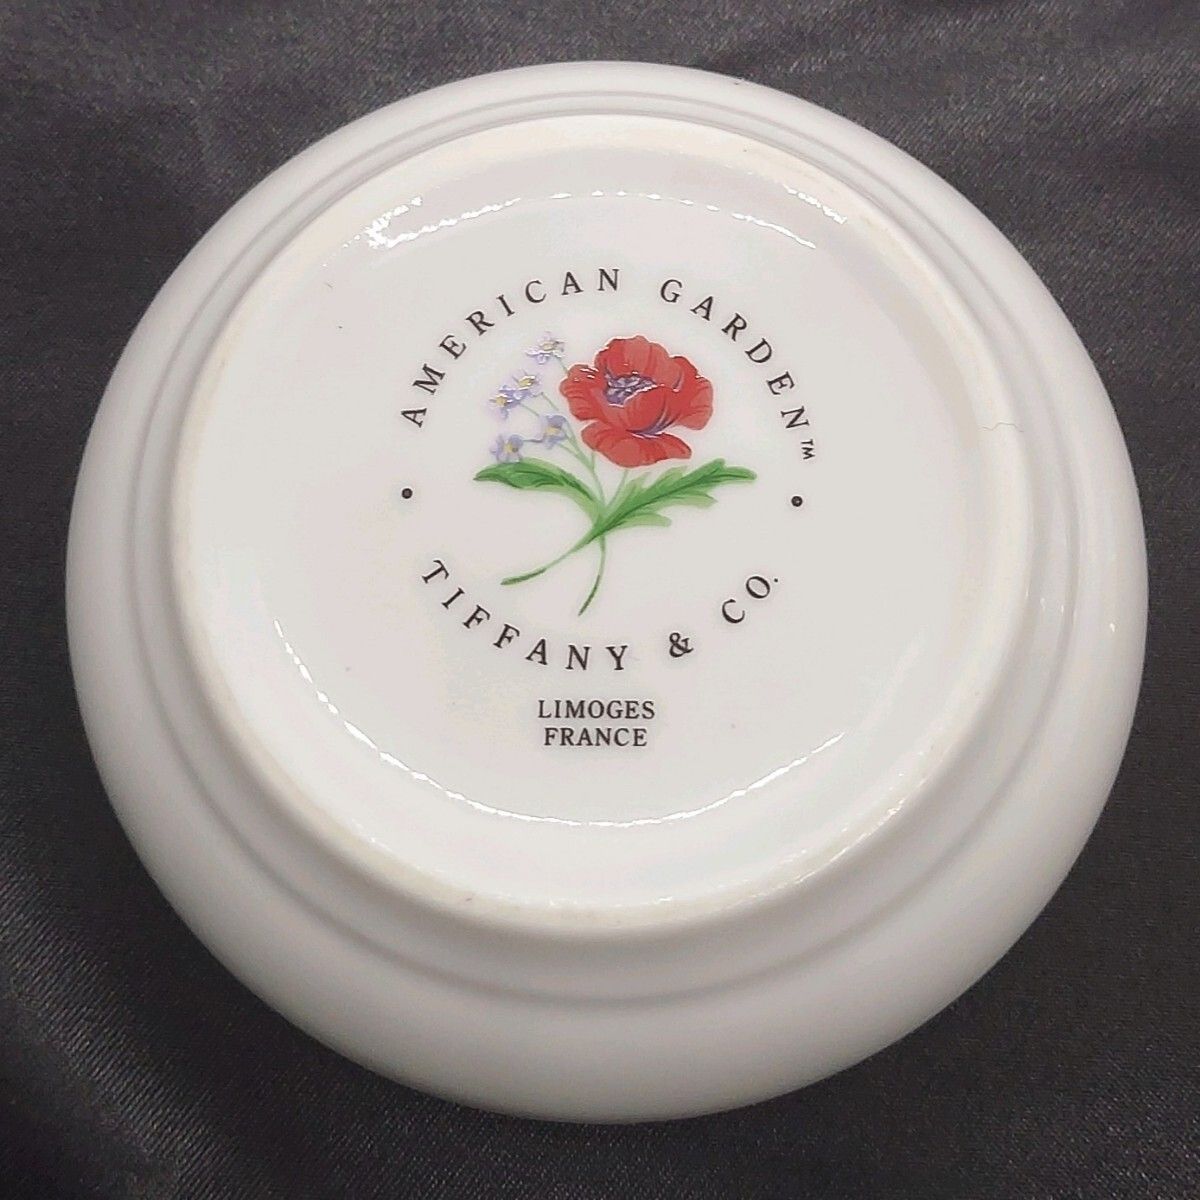 AMERICAN GARDEN™
• TIFFANY & CO. •
LIMOGES
FRANCE